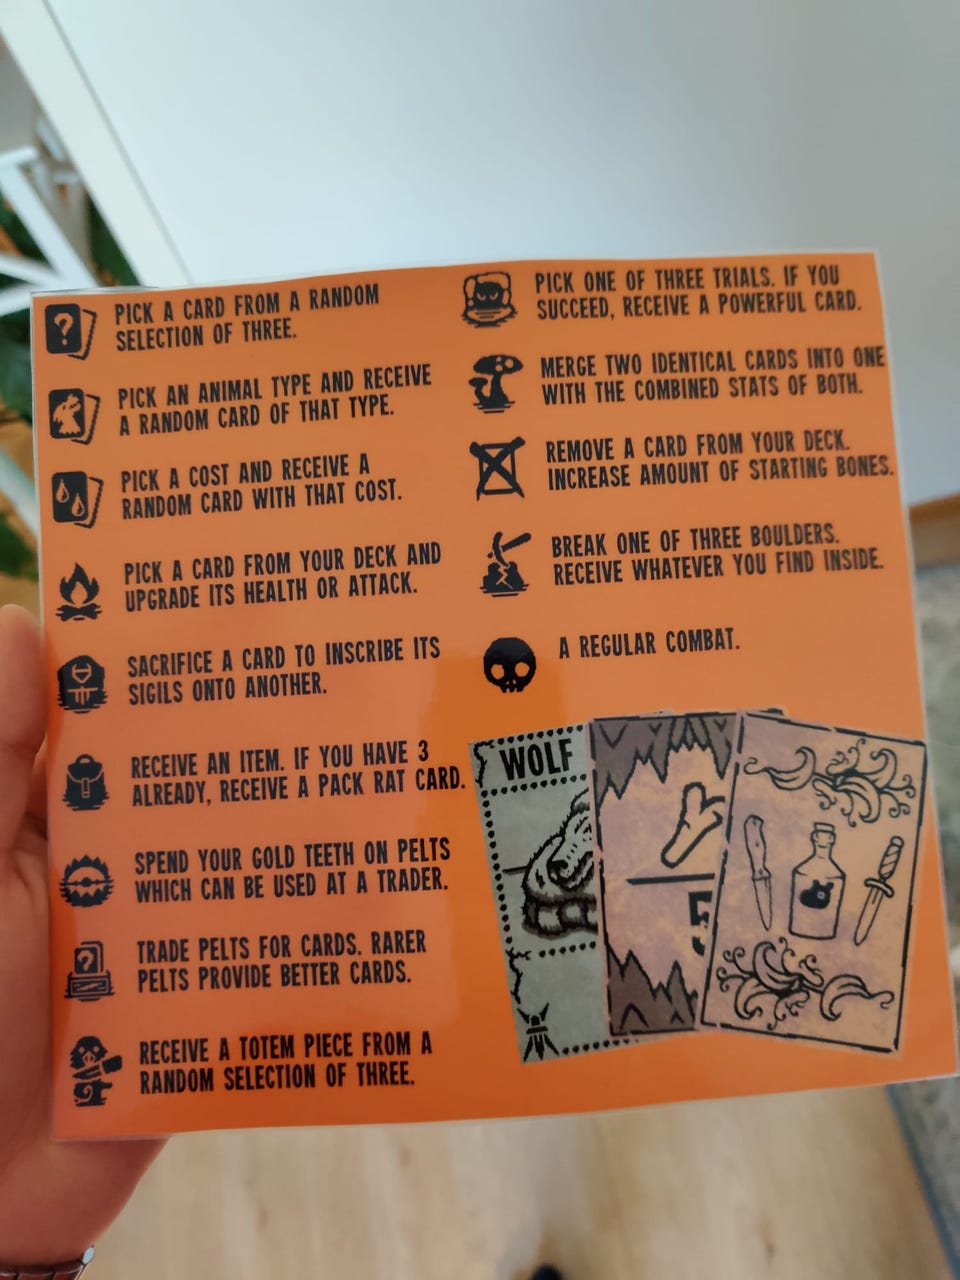 PICK A CARD FROM A RANDOM
SELECTION OF THREE.
PICK AN ANIMAL TYPE AND RECEIVE
A RANDOM CARD OF THAT TYPE.
PICK A COST AND RECEIVE A
RANDOM CARD WITH THAT COST.
PICK A CARD FROM YOUR DECK AND
UPGRADE ITS HEALTH OR ATTACK.
SACRIFICE A CARD TO INSCRIBE ITS
SIGILS ONTO ANOTHER.
RECEIVE AN ITEM. IF YOU HAVE 3
ALREADY, RECEIVE A PACK RAT CARD.
SPEND YOUR GOLD TEETH ON PELTS
WHICH CAN BE USED AT A TRADER.
TRADE PELTS FOR CARDS. RARER
PELTS PROVIDE BETTER CARDS.
RECEIVE A TOTEM PIECE FROM A
RANDOM SELECTION OF THREE.
PICK ONE OF THREE TRIALS. IF YOU
SUCCEED, RECEIVE A POWERFUL CARD.
MERGE TWO IDENTICAL CARDS INTO ONE
WITH THE COMBINED STATS OF BOTH.
REMOVE A CARD FROM YOUR DECK.
INCREASE AMOUNT OF STARTING BONES.
BREAK ONE OF THREE BOULDERS.
RECEIVE WHATEVER YOU FIND INSIDE.
A REGULAR COMBAT.
?
?
WOLF
5